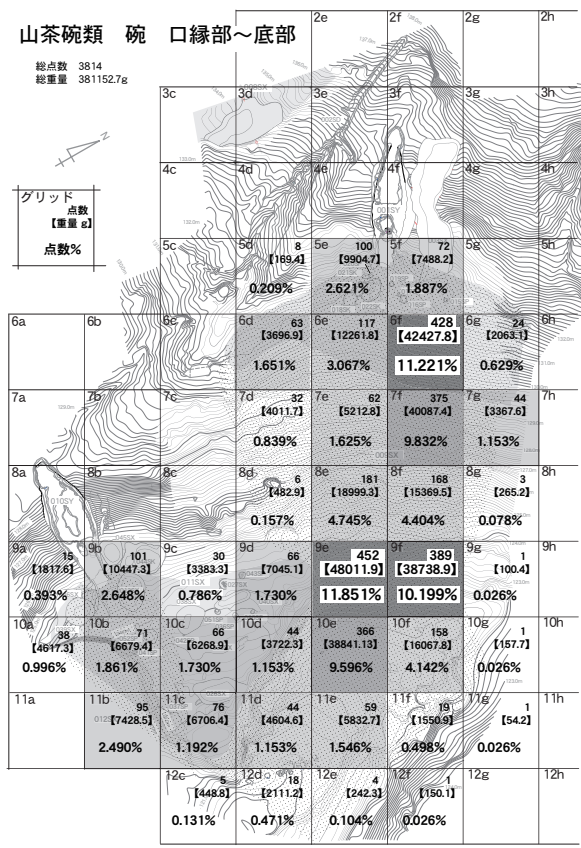 山茶碗類　碗　口縁部～底部
総点数　3814
総重量　381152.7g
グリッド
点数
【重量 g】
点数%
2e 2f 2g 2h
3c 3d 3e 3f 3g 3h
4c 4d 4e 4f 4g 4h
001SY
5c 5d 8 5e 100 5f 72 5g 5h
【169.4】 【9904.7】 【7488.2】
0.209% 2.621% 1.887%
6a 6b 6c 6d 63 6e 117 6f 428 6g 24 6h
【3696.9】 【12261.8】 【42427.8】 【2063.1】
1.651% 3.067% 11.221% 0.629%
7a 7b 7c 7d 32 7e 62 7f 375 7g 44 7h
【4011.7】 【5212.8】 【40087.4】 【3367.6】
0.839% 1.625% 9.832% 1.153%
8a 8b 8c 8d 6 8e 181 8f 168 8g 3 8h
010SY
【482.9】 【18999.3】 【15369.5】 【265.2】
0.157% 4.745% 4.404% 0.078%
9a 15 9b 101 9c 30 9d 66 9e 452 9f 389 9g 1 9h
【1817.6】 【10447.3】 【3383.3】 【7045.1】 【48011.9】 【38738.9】 【100.4】
011SX
0.393% 2.648% 0.786% 1.730% 11.851% 10.199% 0.026%
10a 38 10b 71 10c 66 10d 44 10e 366 10f 158 10g 1 10h
【4617.3】 【6679.4】 【6268.9】 【3722.3】 【38841.13】 【16067.8】 【157.7】
0.996% 1.861% 1.730% 1.153% 9.596% 4.142% 0.026%
11a 11b 95 11c 76 11d 44 11e 59 11f 19 11g 1 11h
【7428.5】 【6706.4】 【4604.6】 【5832.7】 【1550.9】 【54.2】
2.490% 1.192% 1.153% 1.546% 0.498% 0.026%
12c 5 12d 18 12e 4 12f 1 12g 12h
【448.8】 【2111.2】 【242.3】 【150.1】
0.131% 0.471% 0.104% 0.026%